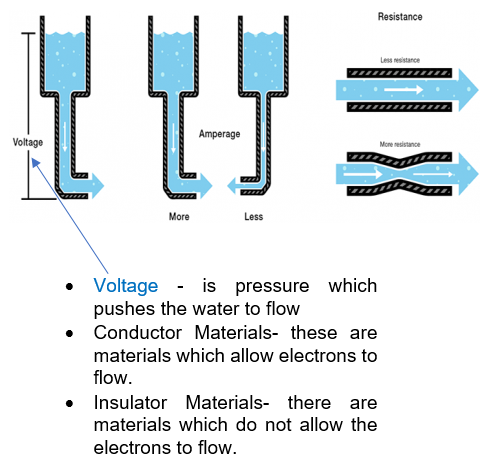 Resistance
Less resistance
Voltage
Amperage
More resistance
More
Less
• Voltage - is pressure which
pushes the water to flow
• Conductor Materials- these are
materials which allow electrons to
flow.
• Insulator Materials- there are
materials which do not allow the
electrons to flow.